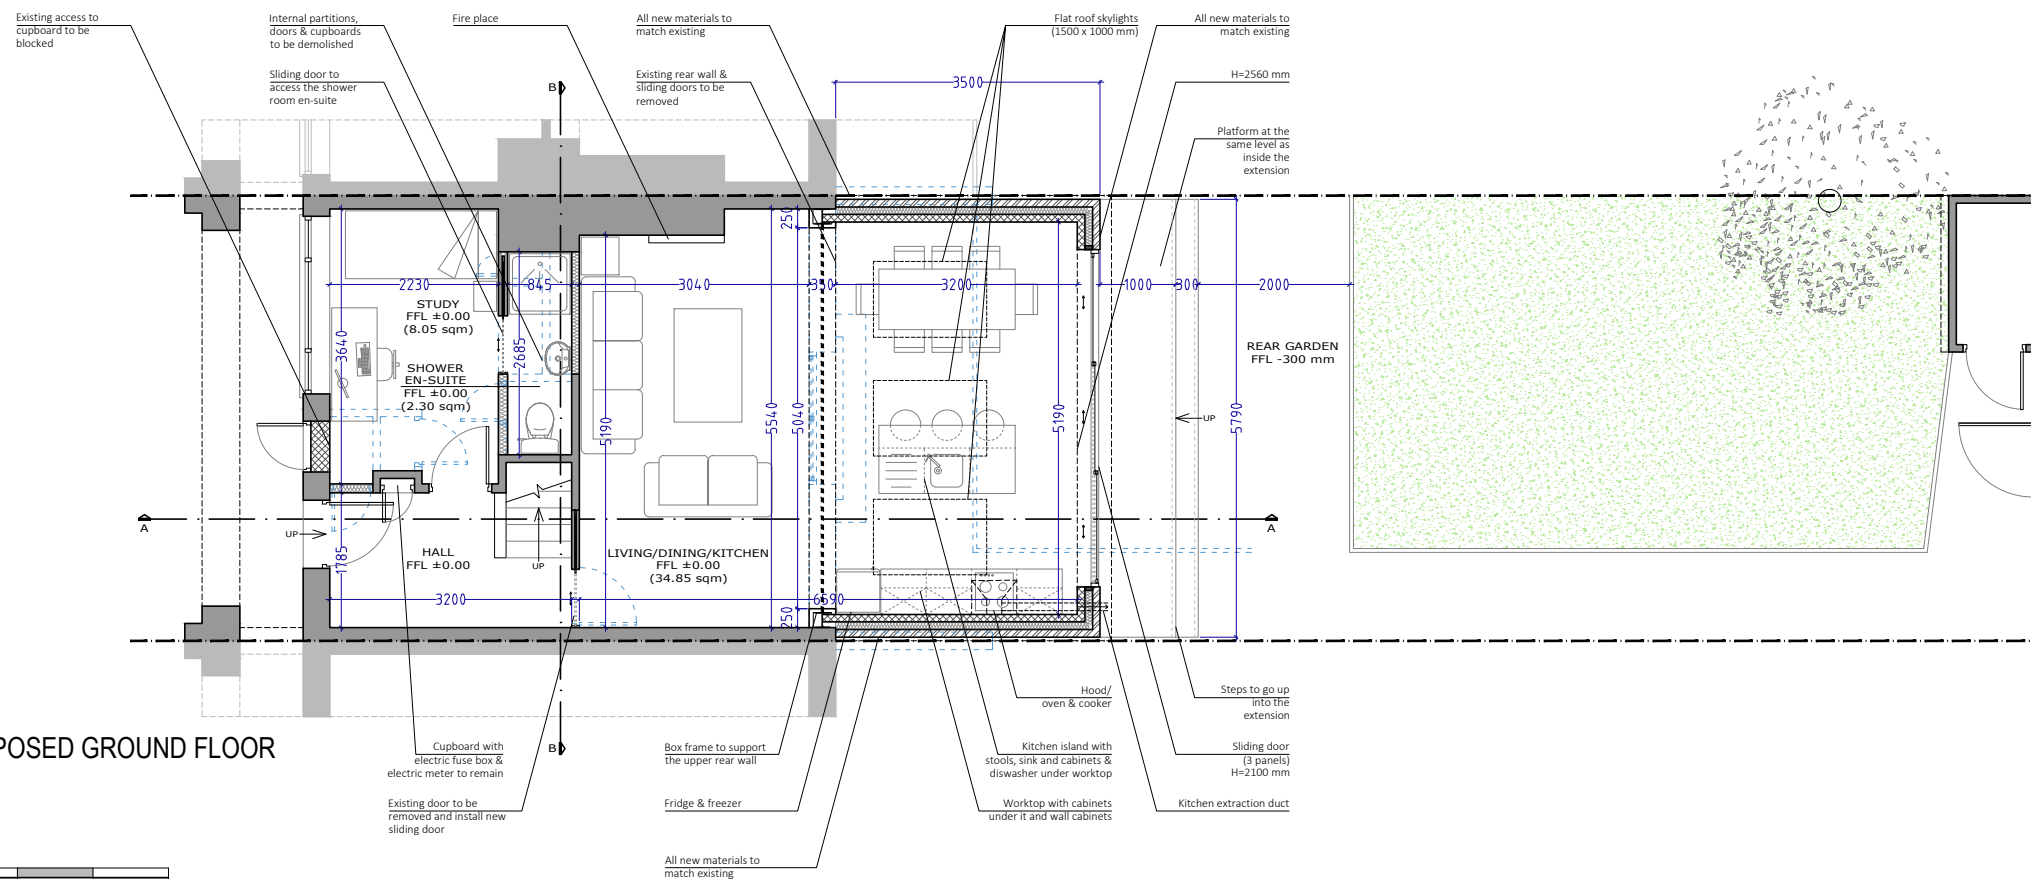 Existing access to
cupboard to be
blocked
Internal partitions,
doors & cupboards
to be demolished
Fire place
All new materials to
match existing
Flat roof skylights
(1500 x 1000 mm)
All new materials to
match existing
Sliding door to
access the shower
room en-suite
Existing rear wall &
sliding doors to be
removed
3500
H=2560 mm
B
Platform at the
same level as
inside the
extension
250
2230
845
3040
350
3200
1000
300
2000
STUDY
FFL ±0.00
(8.05 sqm)
3640
2685
SHOWER
EN-SUITE
FFL ±0.00
(2.30 sqm)
REAR GARDEN
FFL -300 mm
5190
5540
5040
5190
5790
UP
A
A
UP
HALL
FFL ±0.00
UP
1785
LIVING/DINING/KITCHEN
FFL ±0.00
(34.85 sqm)
3200
6590
250
Hood/
oven & cooker
Steps to go up
into the
extension
POSED GROUND FLOOR
B
Cupboard with
electric fuse box &
electric meter to remain
Box frame to support
the upper rear wall
Kitchen island with
stools, sink and cabinets &
diswasher under worktop
Sliding door
(3 panels)
H=2100 mm
Existing door to be
removed and install new
sliding door
Fridge & freezer
Worktop with cabinets
under it and wall cabinets
Kitchen extraction duct
All new materials to
match existing